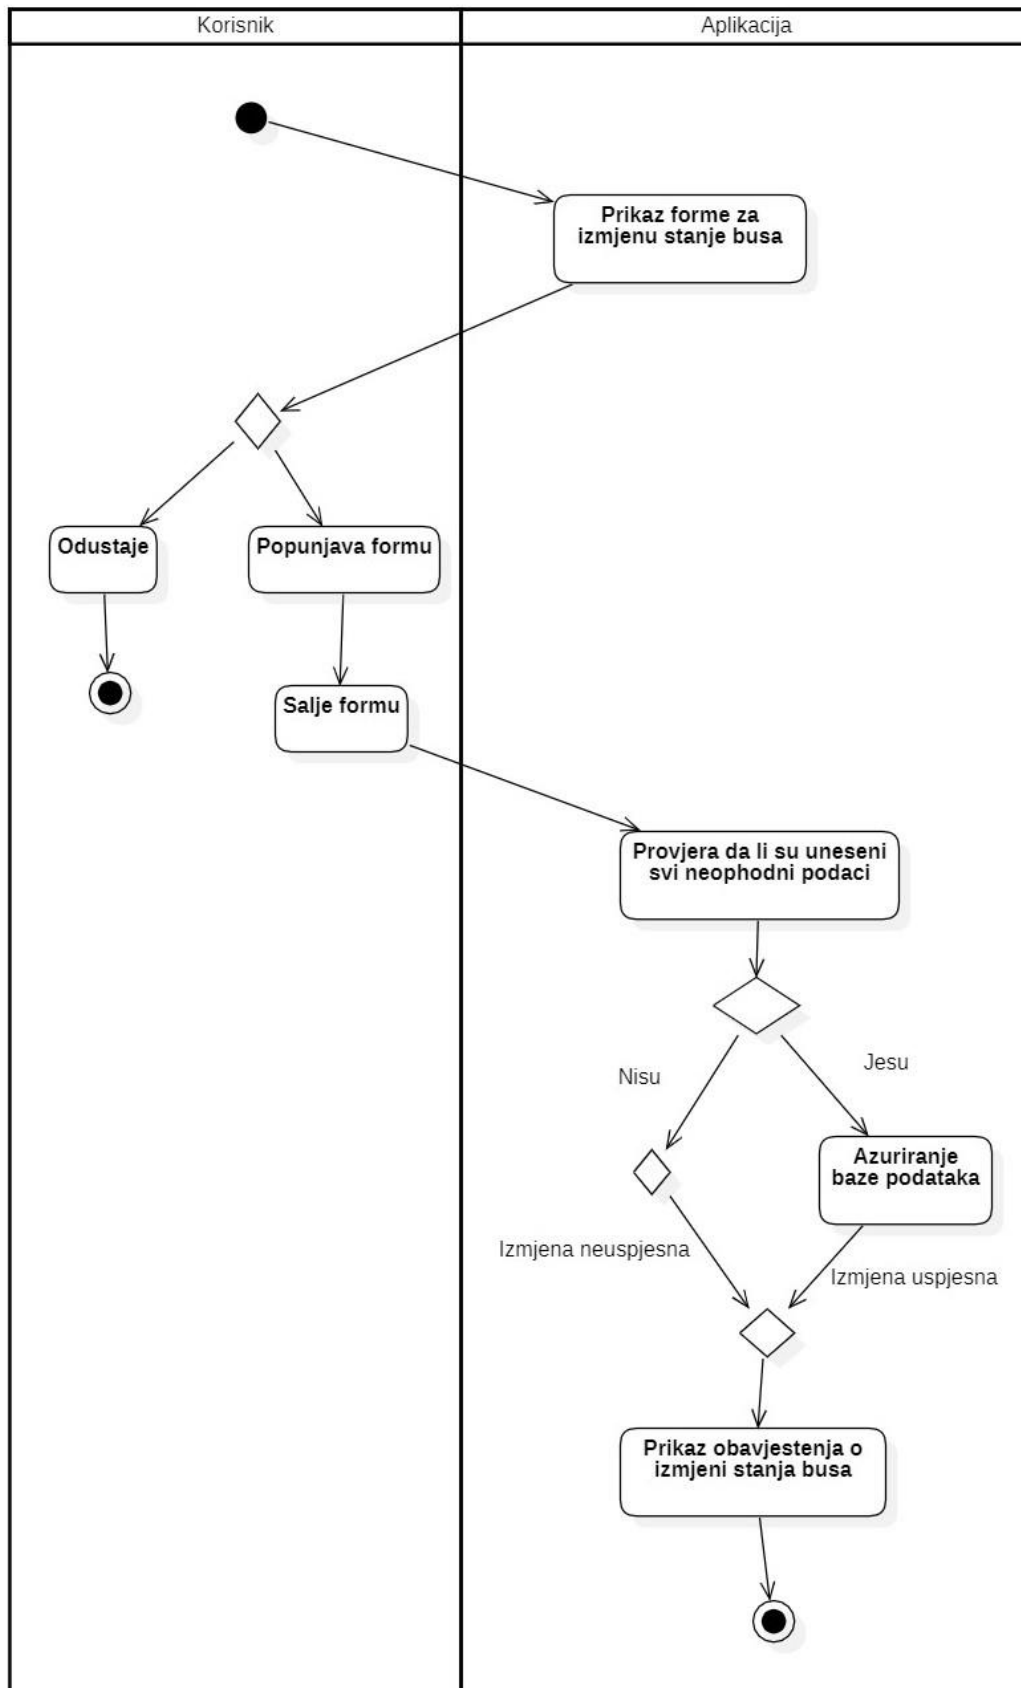 Korisnik
Aplikacija
Prikaz forme za
izmjenu stanje busa
Odustaje
Popunjava formu
Salje formu
Provjera da li su uneseni
svi neophodni podaci
Nisu
Jesu
Azuriranje
baze podataka
Izmjena neuspjesna
Izmjena uspjesna
Prikaz obavjestenja o
izmjeni stanja busa